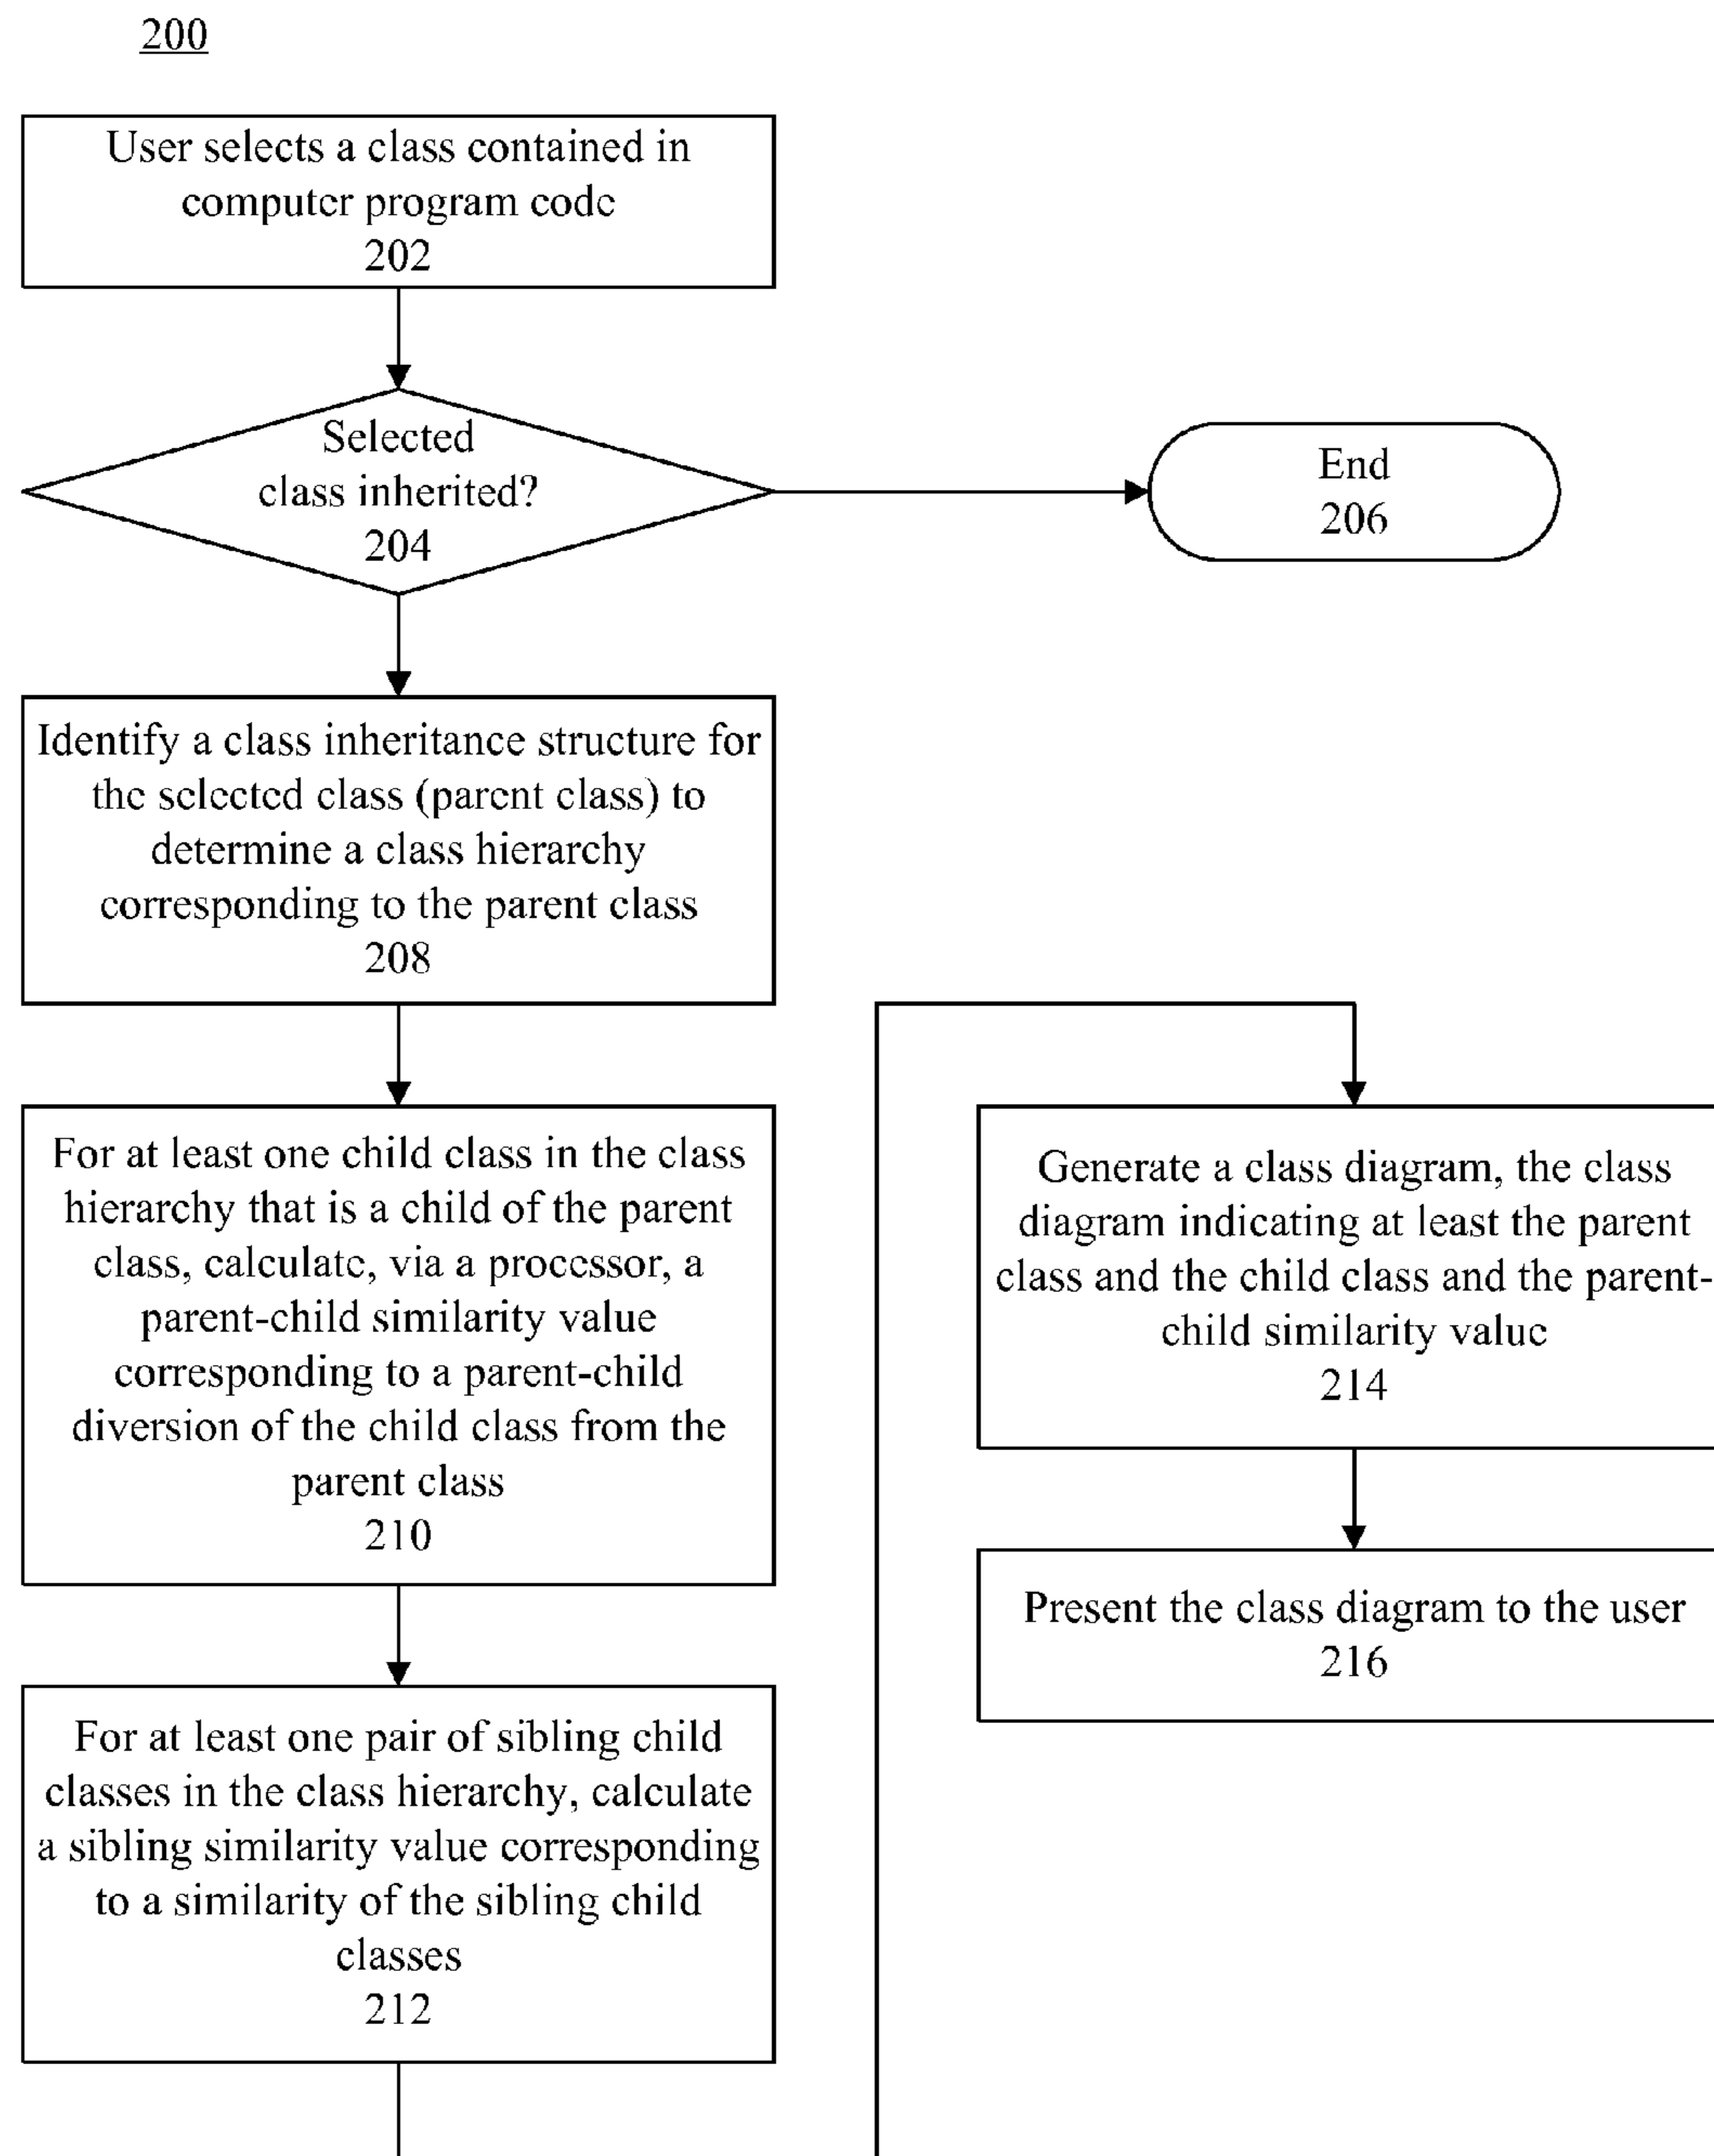 200
User selects a class contained in
computer program code
202
Selected
class inherited?
204
End
206
Identify a class inheritance structure for
the selected class (parent class) to
determine a class hierarchy
corresponding to the parent class
208
For at least one child class in the class
hierarchy that is a child of the parent
class, calculate, via a processor, a
parent-child similarity value
corresponding to a parent-child
diversion of the child class from the
parent class
210
For at least one pair of sibling child
classes in the class hierarchy, calculate
a sibling similarity value corresponding
to a similarity of the sibling child
classes
212
Generate a class diagram, the class
diagram indicating at least the parent
class and the child class and the parent-
child similarity value
214
Present the class diagram to the user
216